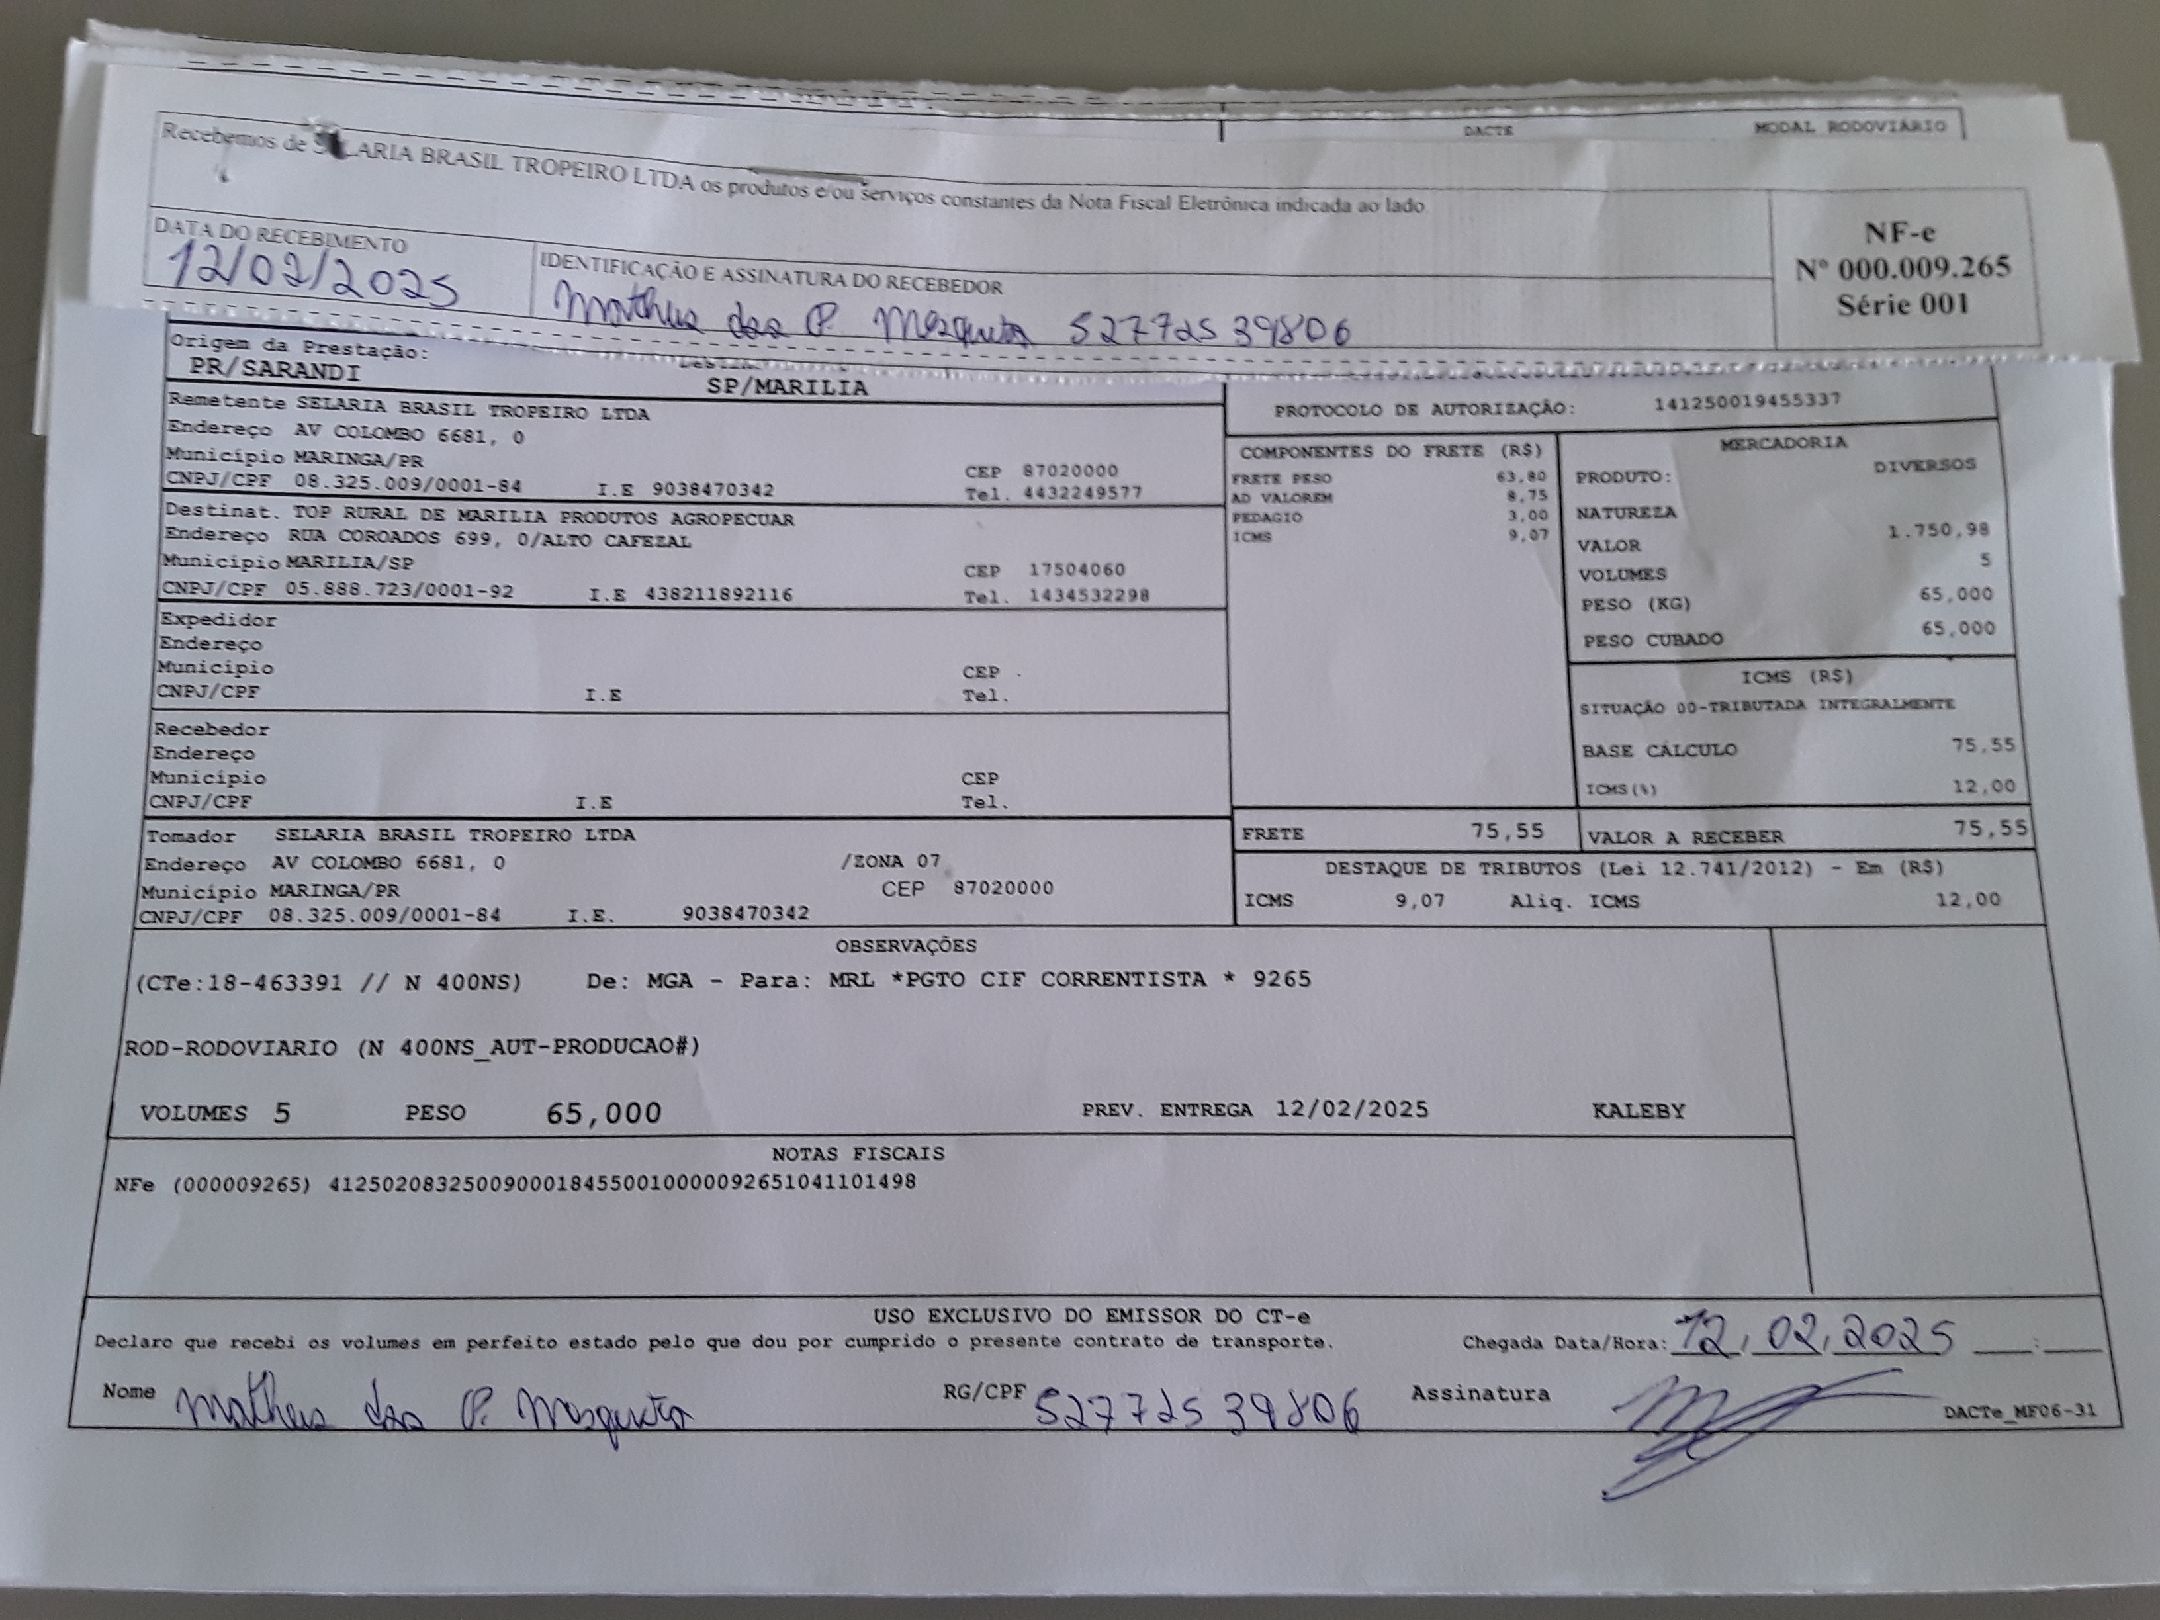 DACTE MODAL RODOVIÁRIO
Recebemos de SELARIA BRASIL TROPEIRO LTDA os produtos e/ou serviços constantes da Nota Fiscal Eletrônica indicada ao lado
DATA DO RECEBIMENTO
12/02/2025
IDENTIFICAÇÃO E ASSINATURA DO RECEBEDOR
Matheus dos P. Mesquita 52772539806
NF-e
Nº 000.009.265
Série 001
Origem da Prestação:
PR/SARANDI
SP/MARILIA
Remetente SELARIA BRASIL TROPEIRO LTDA
Endereço AV COLOMBO 6681, 0
Município MARINGA/PR CEP 87020000
CNPJ/CPF 08.325.009/0001-84 I.E 9038470342 Tel. 4432249577
Destinat. TOP RURAL DE MARILIA PRODUTOS AGROPECUAR
Endereço RUA COROADOS 699, 0/ALTO CAFEZAL
Município MARILIA/SP CEP 17504060
CNPJ/CPF 05.888.723/0001-92 I.E 438211892116 Tel. 1434532298
Expedidor
Endereço
Município CEP .
CNPJ/CPF I.E Tel.
Recebedor
Endereço
Município CEP
CNPJ/CPF I.E Tel.
Tomador SELARIA BRASIL TROPEIRO LTDA
Endereço AV COLOMBO 6681, 0 /ZONA 07
Município MARINGA/PR CEP 87020000
CNPJ/CPF 08.325.009/0001-84 I.E. 9038470342
PROTOCOLO DE AUTORIZAÇÃO: 141250019455337
COMPONENTES DO FRETE (R$)
FRETE PESO 63,80
AD VALOREM 8,75
PEDAGIO 3,00
ICMS 9,07
MERCADORIA
PRODUTO: DIVERSOS
NATUREZA
VALOR 1.750,98
VOLUMES 5
PESO (KG) 65,000
PESO CUBADO 65,000
ICMS (R$)
SITUAÇÃO 00-TRIBUTADA INTEGRALMENTE
BASE CÁLCULO 75,55
ICMS(%) 12,00
FRETE 75,55 VALOR A RECEBER 75,55
DESTAQUE DE TRIBUTOS (Lei 12.741/2012) - Em (R$)
ICMS 9,07 Aliq. ICMS 12,00
OBSERVAÇÕES
(CTe:18-463391 // N 400NS) De: MGA - Para: MRL *PGTO CIF CORRENTISTA * 9265
ROD-RODOVIARIO (N 400NS_AUT-PRODUCAO#)
VOLUMES 5 PESO 65,000 PREV. ENTREGA 12/02/2025 KALEBY
NOTAS FISCAIS
NFe (000009265) 41250208325009000184550010000092651041101498
USO EXCLUSIVO DO EMISSOR DO CT-e
Declaro que recebi os volumes em perfeito estado pelo que dou por cumprido o presente contrato de transporte. Chegada Data/Hora: 12/02/2025 ____:____
Nome Matheus dos P. Mesquita RG/CPF 52772539806 Assinatura
DACTe_MF06-31